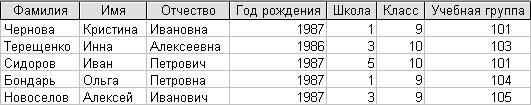 Фамилия Имя Отчество Год рождения Школа Класс Учебная группа
Чернова Кристина Ивановна 1987 1 9 101
Терещенко Инна Алексеевна 1986 3 10 103
Сидоров Иван Петрович 1987 5 10 101
Бондарь Ольга Петровна 1987 1 9 104
Новоселов Алексей Иванович 1987 3 9 105